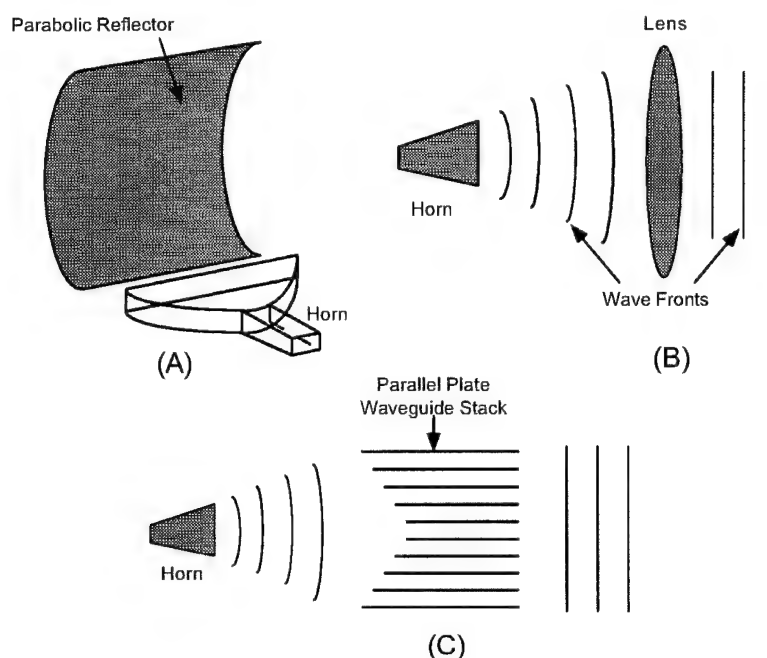 Parabolic Reflector
Horn
(A)
Lens
Horn
Wave Fronts
(B)
Parallel Plate
Waveguide Stack
Horn
(C)